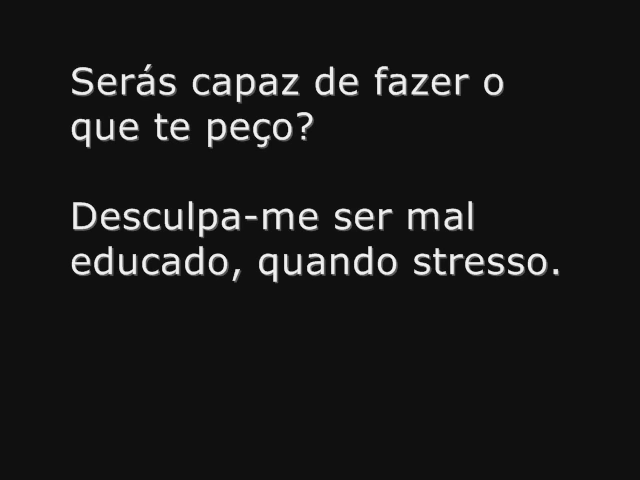 Serás capaz de fazer o
que te peço?
Desculpa-me ser mal
educado, quando stresso.